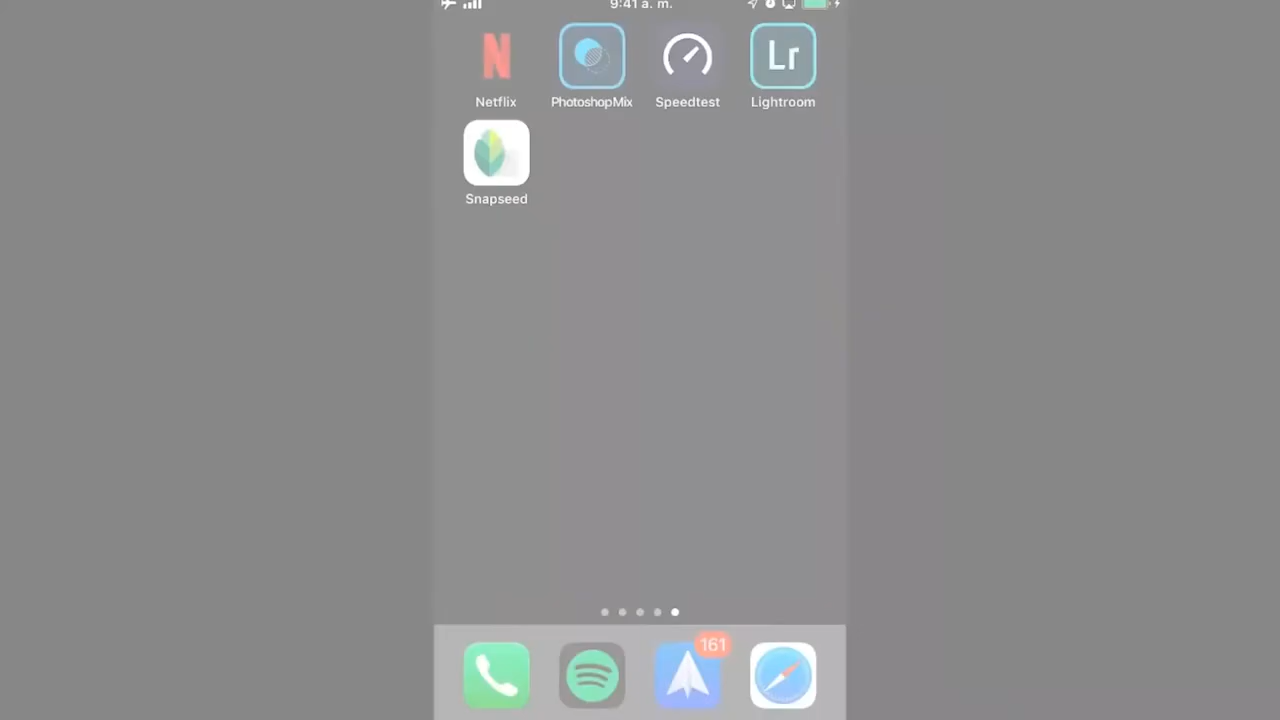 9:41 a. m.
N
Lr
Netflix
PhotoshopMix
Speedtest
Lightroom
Snapseed
161